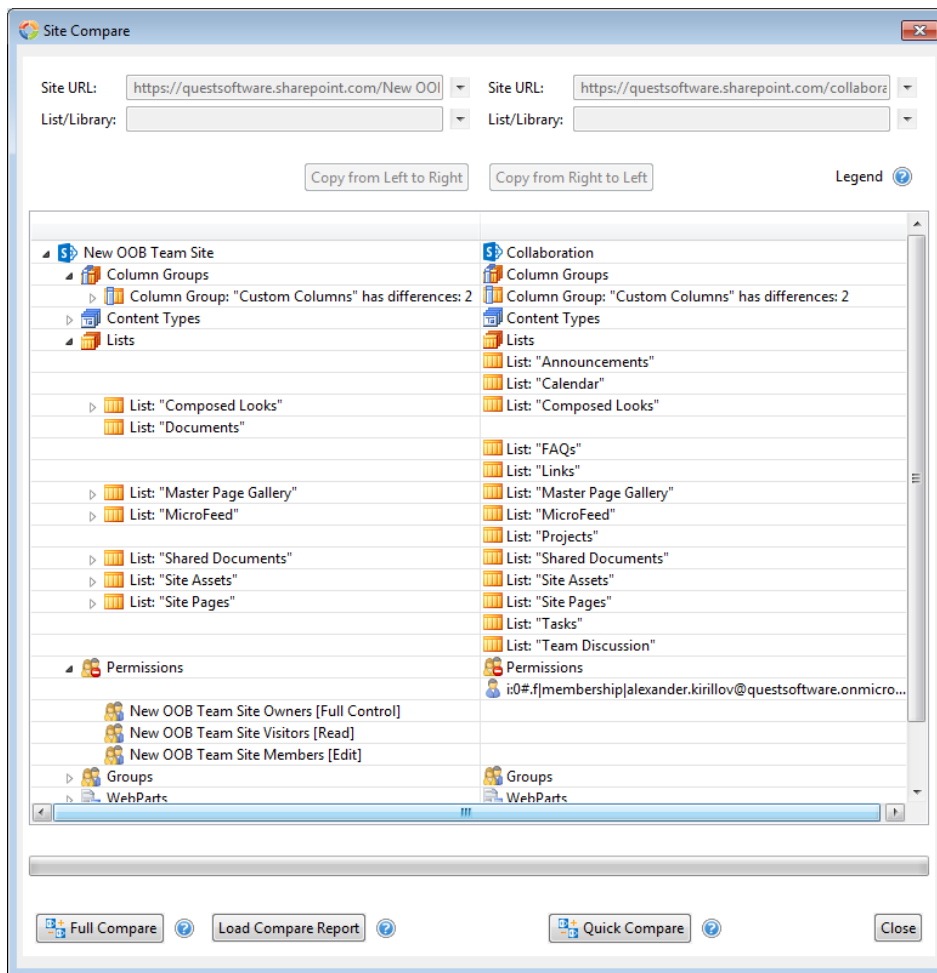 Site Compare
Site URL: https://questsoftware.sharepoint.com/New OOI Site URL: https://questsoftware.sharepoint.com/collabora
List/Library: List/Library:
Copy from Left to Right Copy from Right to Left Legend
New OOB Team Site Collaboration
Column Groups Column Groups
Column Group: "Custom Columns" has differences: 2 Column Group: "Custom Columns" has differences: 2
Content Types Content Types
Lists Lists
List: "Announcements"
List: "Calendar"
List: "Composed Looks" List: "Composed Looks"
List: "Documents"
List: "FAQs"
List: "Links"
List: "Master Page Gallery" List: "Master Page Gallery"
List: "MicroFeed" List: "MicroFeed"
List: "Projects"
List: "Shared Documents" List: "Shared Documents"
List: "Site Assets" List: "Site Assets"
List: "Site Pages" List: "Site Pages"
List: "Tasks"
List: "Team Discussion"
Permissions Permissions
i:0#.f|membership|alexander.kirillov@questsoftware.onmicro...
New OOB Team Site Owners [Full Control]
New OOB Team Site Visitors [Read]
New OOB Team Site Members [Edit]
Groups Groups
WebParts WebParts
Full Compare Load Compare Report Quick Compare Close